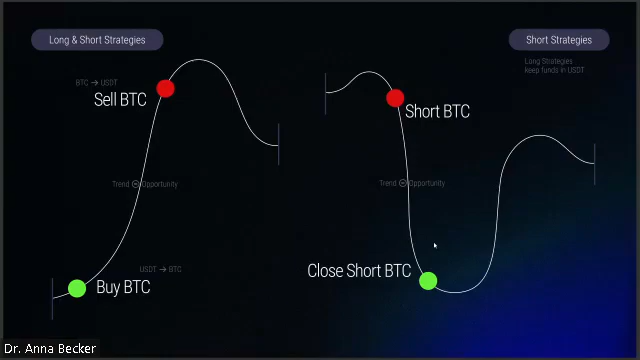 Long & Short Strategies
Short Strategies
Long Strategies
keep funds in USDT
BTC → USDT
Sell BTC
Short BTC
Trend Opportunity
Trend Opportunity
USDT → BTC
Close Short BTC
Buy BTC
Dr. Anna Becker